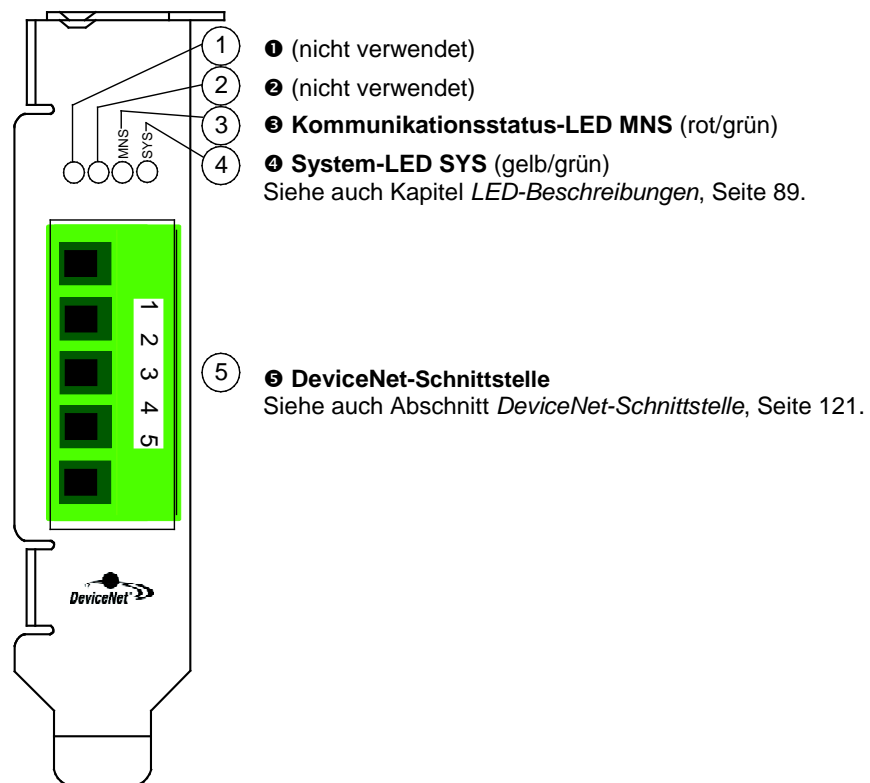 1 ❶ (nicht verwendet)
2 ❷ (nicht verwendet)
3 ❸ Kommunikationsstatus-LED MNS (rot/grün)
4 ❹ System-LED SYS (gelb/grün)
Siehe auch Kapitel LED-Beschreibungen, Seite 89.
MNS
SYS
1
2
3
4
5
5 ❺ DeviceNet-Schnittstelle
Siehe auch Abschnitt DeviceNet-Schnittstelle, Seite 121.
DeviceNet